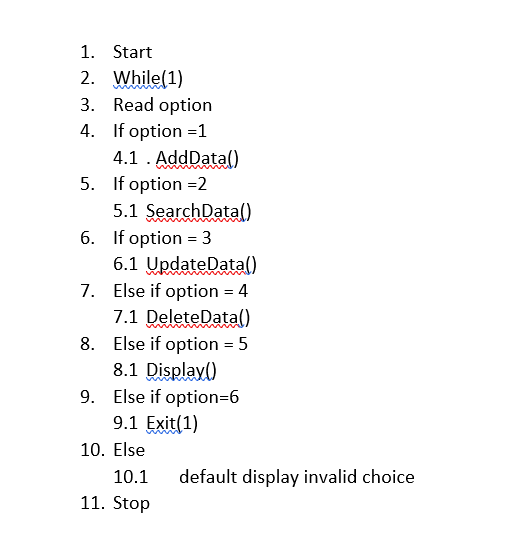 1. Start
2. While(1)
3. Read option
4. If option =1
4.1 . AddData()
5. If option =2
5.1 SearchData()
6. If option = 3
6.1 UpdateData()
7. Else if option = 4
7.1 DeleteData()
8. Else if option = 5
8.1 Display()
9. Else if option=6
9.1 Exit(1)
10. Else
10.1 default display invalid choice
11. Stop